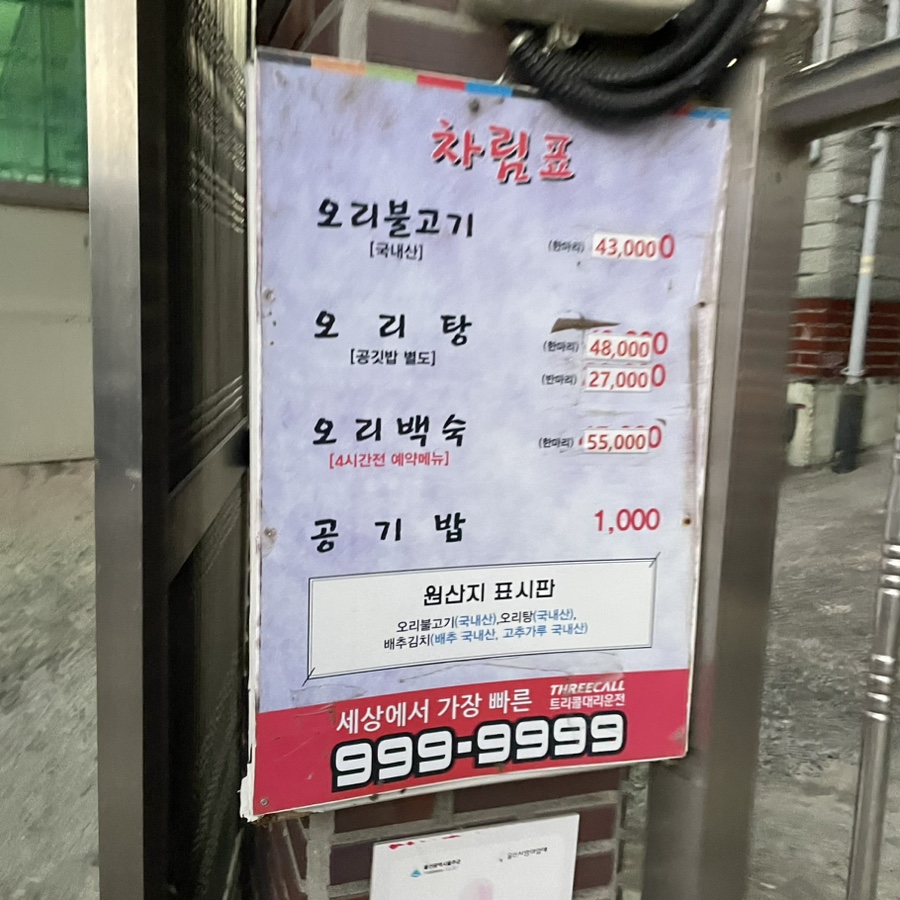 차림표
오리불고기
[국내산]
(한마리) 43,000
오리탕
[공깃밥 별도]
(한마리) 48,000
(반마리) 27,000
오리백숙
[4시간전 예약메뉴]
(한마리) 55,000
공기밥 1,000
원산지 표시판
오리불고기(국내산),오리탕(국내산),
배추김치(배추 국내산, 고추가루 국내산)
세상에서 가장 빠른
THREECALL
트리콜대리운전
999-9999